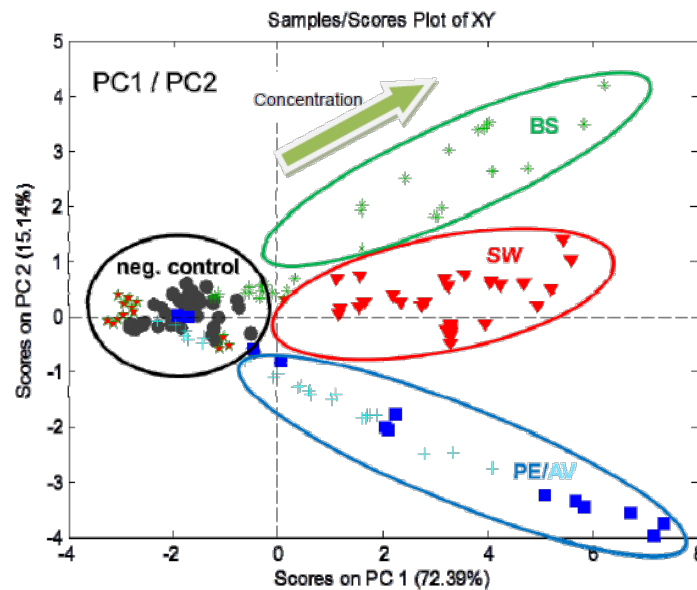 Samples/Scores Plot of XY
PC1 / PC2
Concentration
BS
SW
neg. control
PE/AV
Scores on PC 2 (15.14%)
5
4
3
2
1
0
-1
-2
-3
-4
-4
-2
0
2
4
6
8
Scores on PC 1 (72.39%)